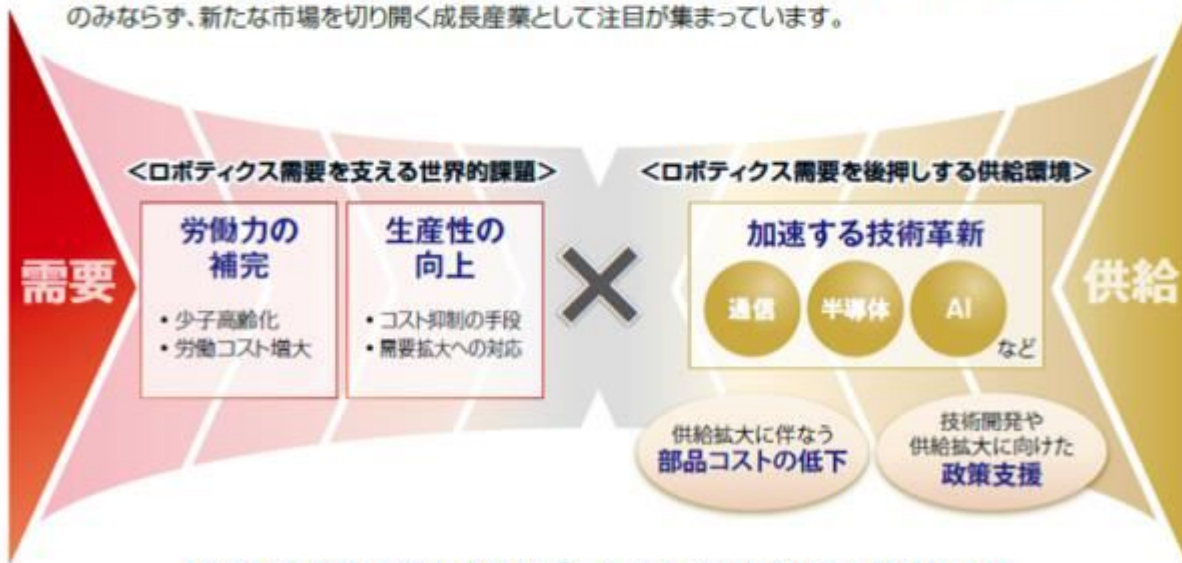 のみならず、新たな市場を切り開く成長産業として注目が集まっています。
<ロボティクス需要を支える世界的課題>
<ロボティクス需要を後押しする供給環境>
需要
労働力の
補完
• 少子高齢化
• 労働コスト増大
生産性の
向上
• コスト抑制の手段
• 需要拡大への対応
×
加速する技術革新
通信
半導体
AI
など
供給拡大に伴なう
部品コストの低下
技術開発や
供給拡大に向けた
政策支援
供給